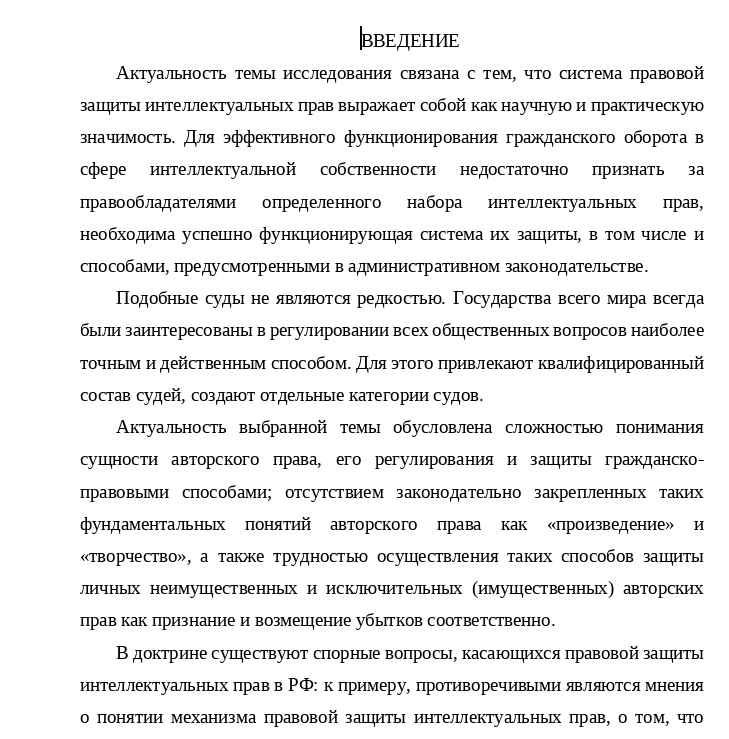 ВВЕДЕНИЕ
Актуальность темы исследования связана с тем, что система правовой
защиты интеллектуальных прав выражает собой как научную и практическую
значимость. Для эффективного функционирования гражданского оборота в
сфере интеллектуальной собственности недостаточно признать за
правообладателями определенного набора интеллектуальных прав,
необходима успешно функционирующая система их защиты, в том числе и
способами, предусмотренными в административном законодательстве.
Подобные суды не являются редкостью. Государства всего мира всегда
были заинтересованы в регулировании всех общественных вопросов наиболее
точным и действенным способом. Для этого привлекают квалифицированный
состав судей, создают отдельные категории судов.
Актуальность выбранной темы обусловлена сложностью понимания
сущности авторского права, его регулирования и защиты гражданско-
правовыми способами; отсутствием законодательно закрепленных таких
фундаментальных понятий авторского права как «произведение» и
«творчество», а также трудностью осуществления таких способов защиты
личных неимущественных и исключительных (имущественных) авторских
прав как признание и возмещение убытков соответственно.
В доктрине существуют спорные вопросы, касающихся правовой защиты
интеллектуальных прав в РФ: к примеру, противоречивыми являются мнения
о понятии механизма правовой защиты интеллектуальных прав, о том, что